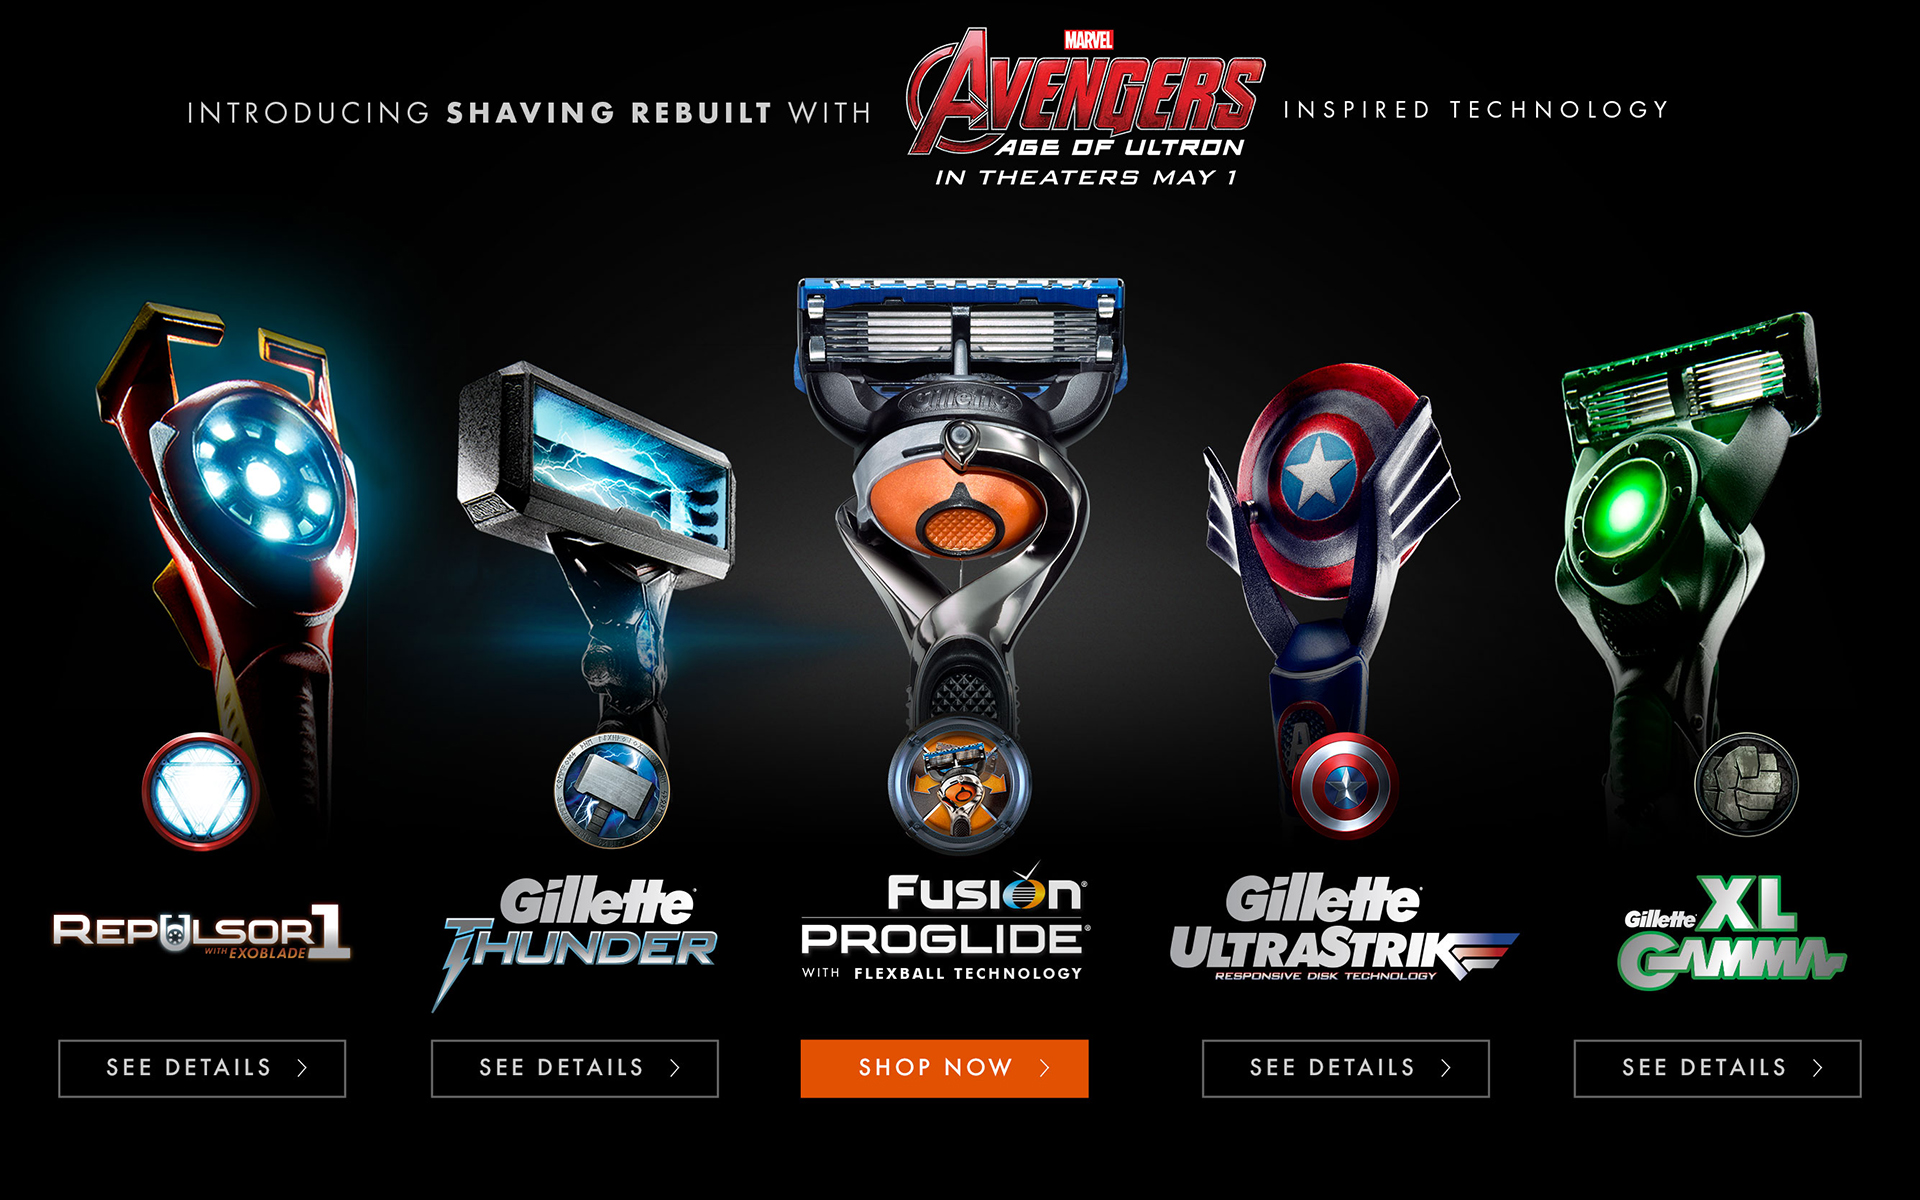 INTRODUCING SHAVING REBUILT WITH
MARVEL
AVENGERS
AGE OF ULTRON
IN THEATERS MAY 1
INSPIRED TECHNOLOGY
Gillette
A
REPULSOR 1
WITH EXOBLADE
Gillette®
THUNDER
FUSION®
PROGLIDE®
WITH FLEXBALL TECHNOLOGY
Gillette®
ULTRASTRIKE
RESPONSIVE DISK TECHNOLOGY
Gillette® XL
GAMMA
SEE DETAILS >
SEE DETAILS >
SHOP NOW >
SEE DETAILS >
SEE DETAILS >